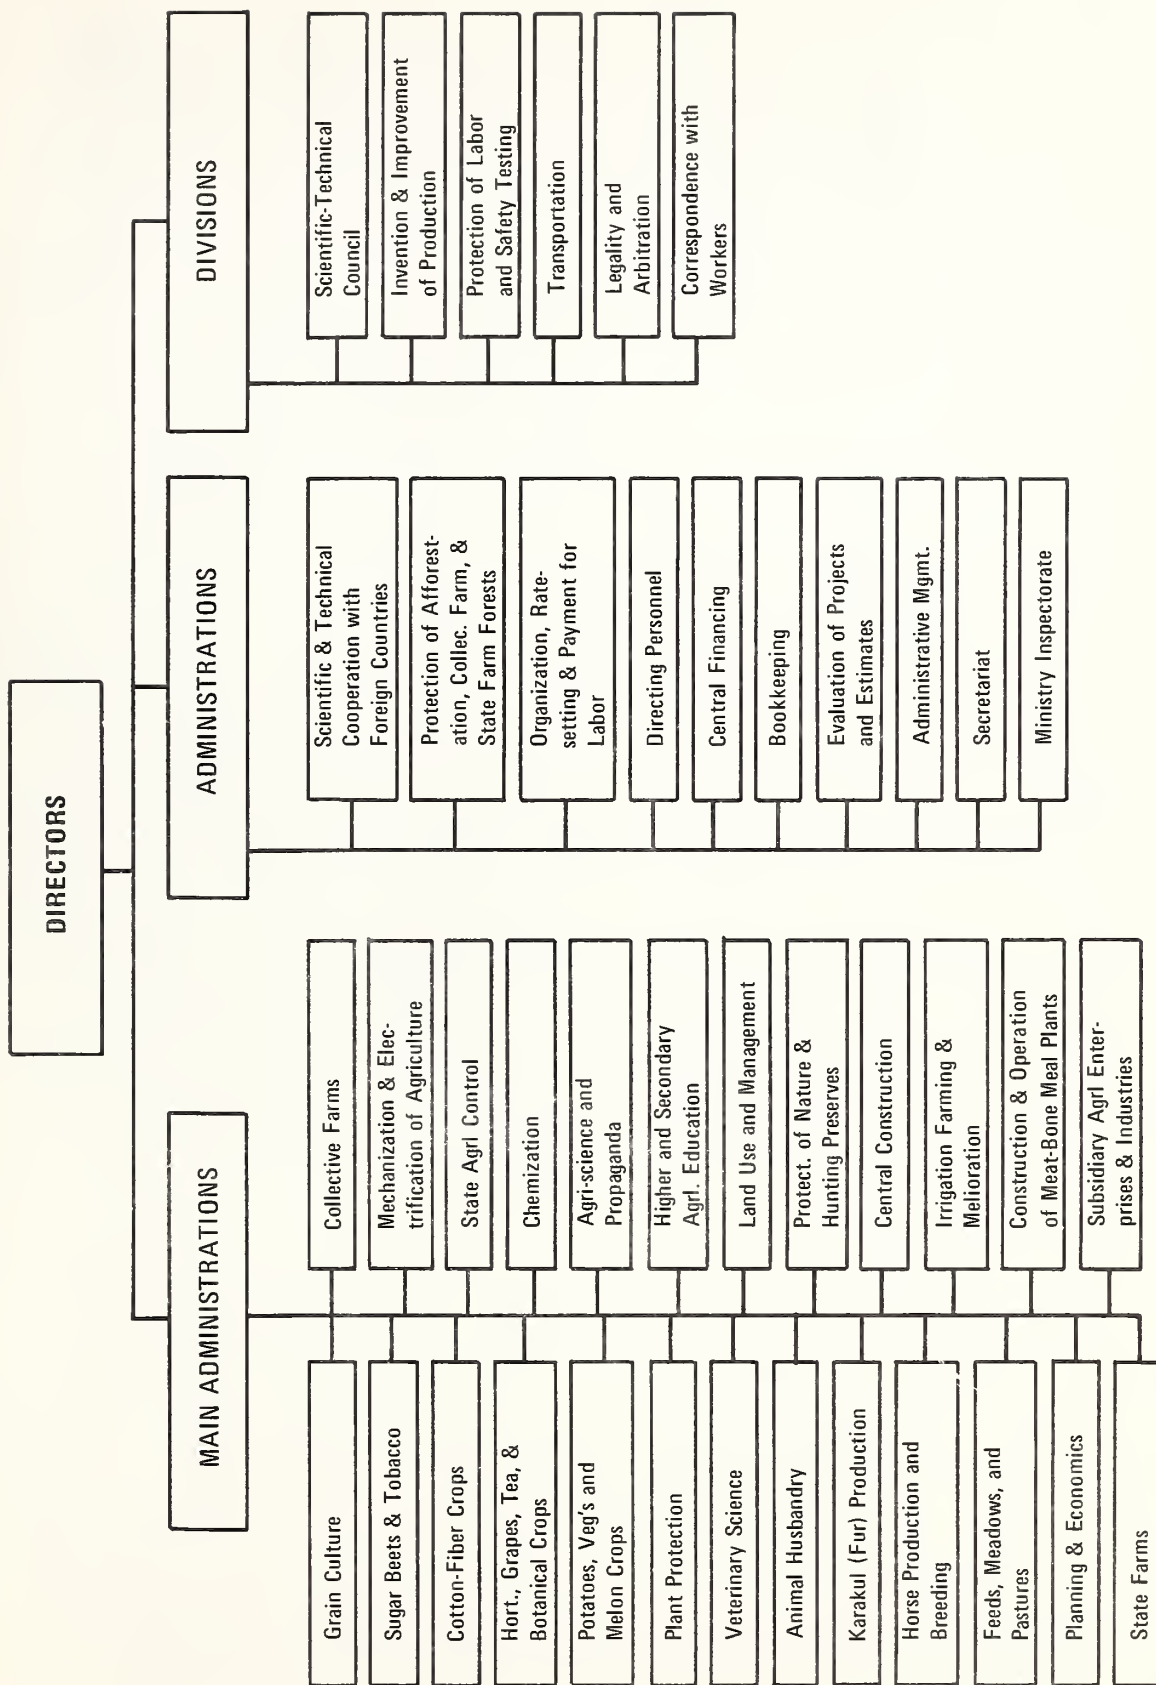 DIRECTORS
MAIN ADMINISTRATIONS
Grain Culture
Sugar Beets & Tobacco
Cotton-Fiber Crops
Hort., Grapes, Tea, &
Botanical Crops
Potatoes, Veg's and
Melon Crops
Plant Protection
Veterinary Science
Animal Husbandry
Karakul (Fur) Production
Horse Production and
Breeding
Feeds, Meadows, and
Pastures
Planning & Economics
State Farms
Collective Farms
Mechanization & Elec-
trification of Agriculture
State Agrl Control
Chemization
Agri-science and
Propaganda
Higher and Secondary
Agrl. Education
Land Use and Management
Protect. of Nature &
Hunting Preserves
Central Construction
Irrigation Farming &
Melioration
Construction & Operation
of Meat-Bone Meal Plants
Subsidiary Agrl Enter-
prises & Industries
ADMINISTRATIONS
Scientific & Technical
Cooperation with
Foreign Countries
Protection of Afforest-
ation, Collec. Farm, &
State Farm Forests
Organization, Rate-
setting & Payment for
Labor
Directing Personnel
Central Financing
Bookkeeping
Evaluation of Projects
and Estimates
Administrative Mgmt.
Secretariat
Ministry Inspectorate
DIVISIONS
Scientific-Technical
Council
Invention & Improvement
of Production
Protection of Labor
and Safety Testing
Transportation
Legality and
Arbitration
Correspondence with
Workers